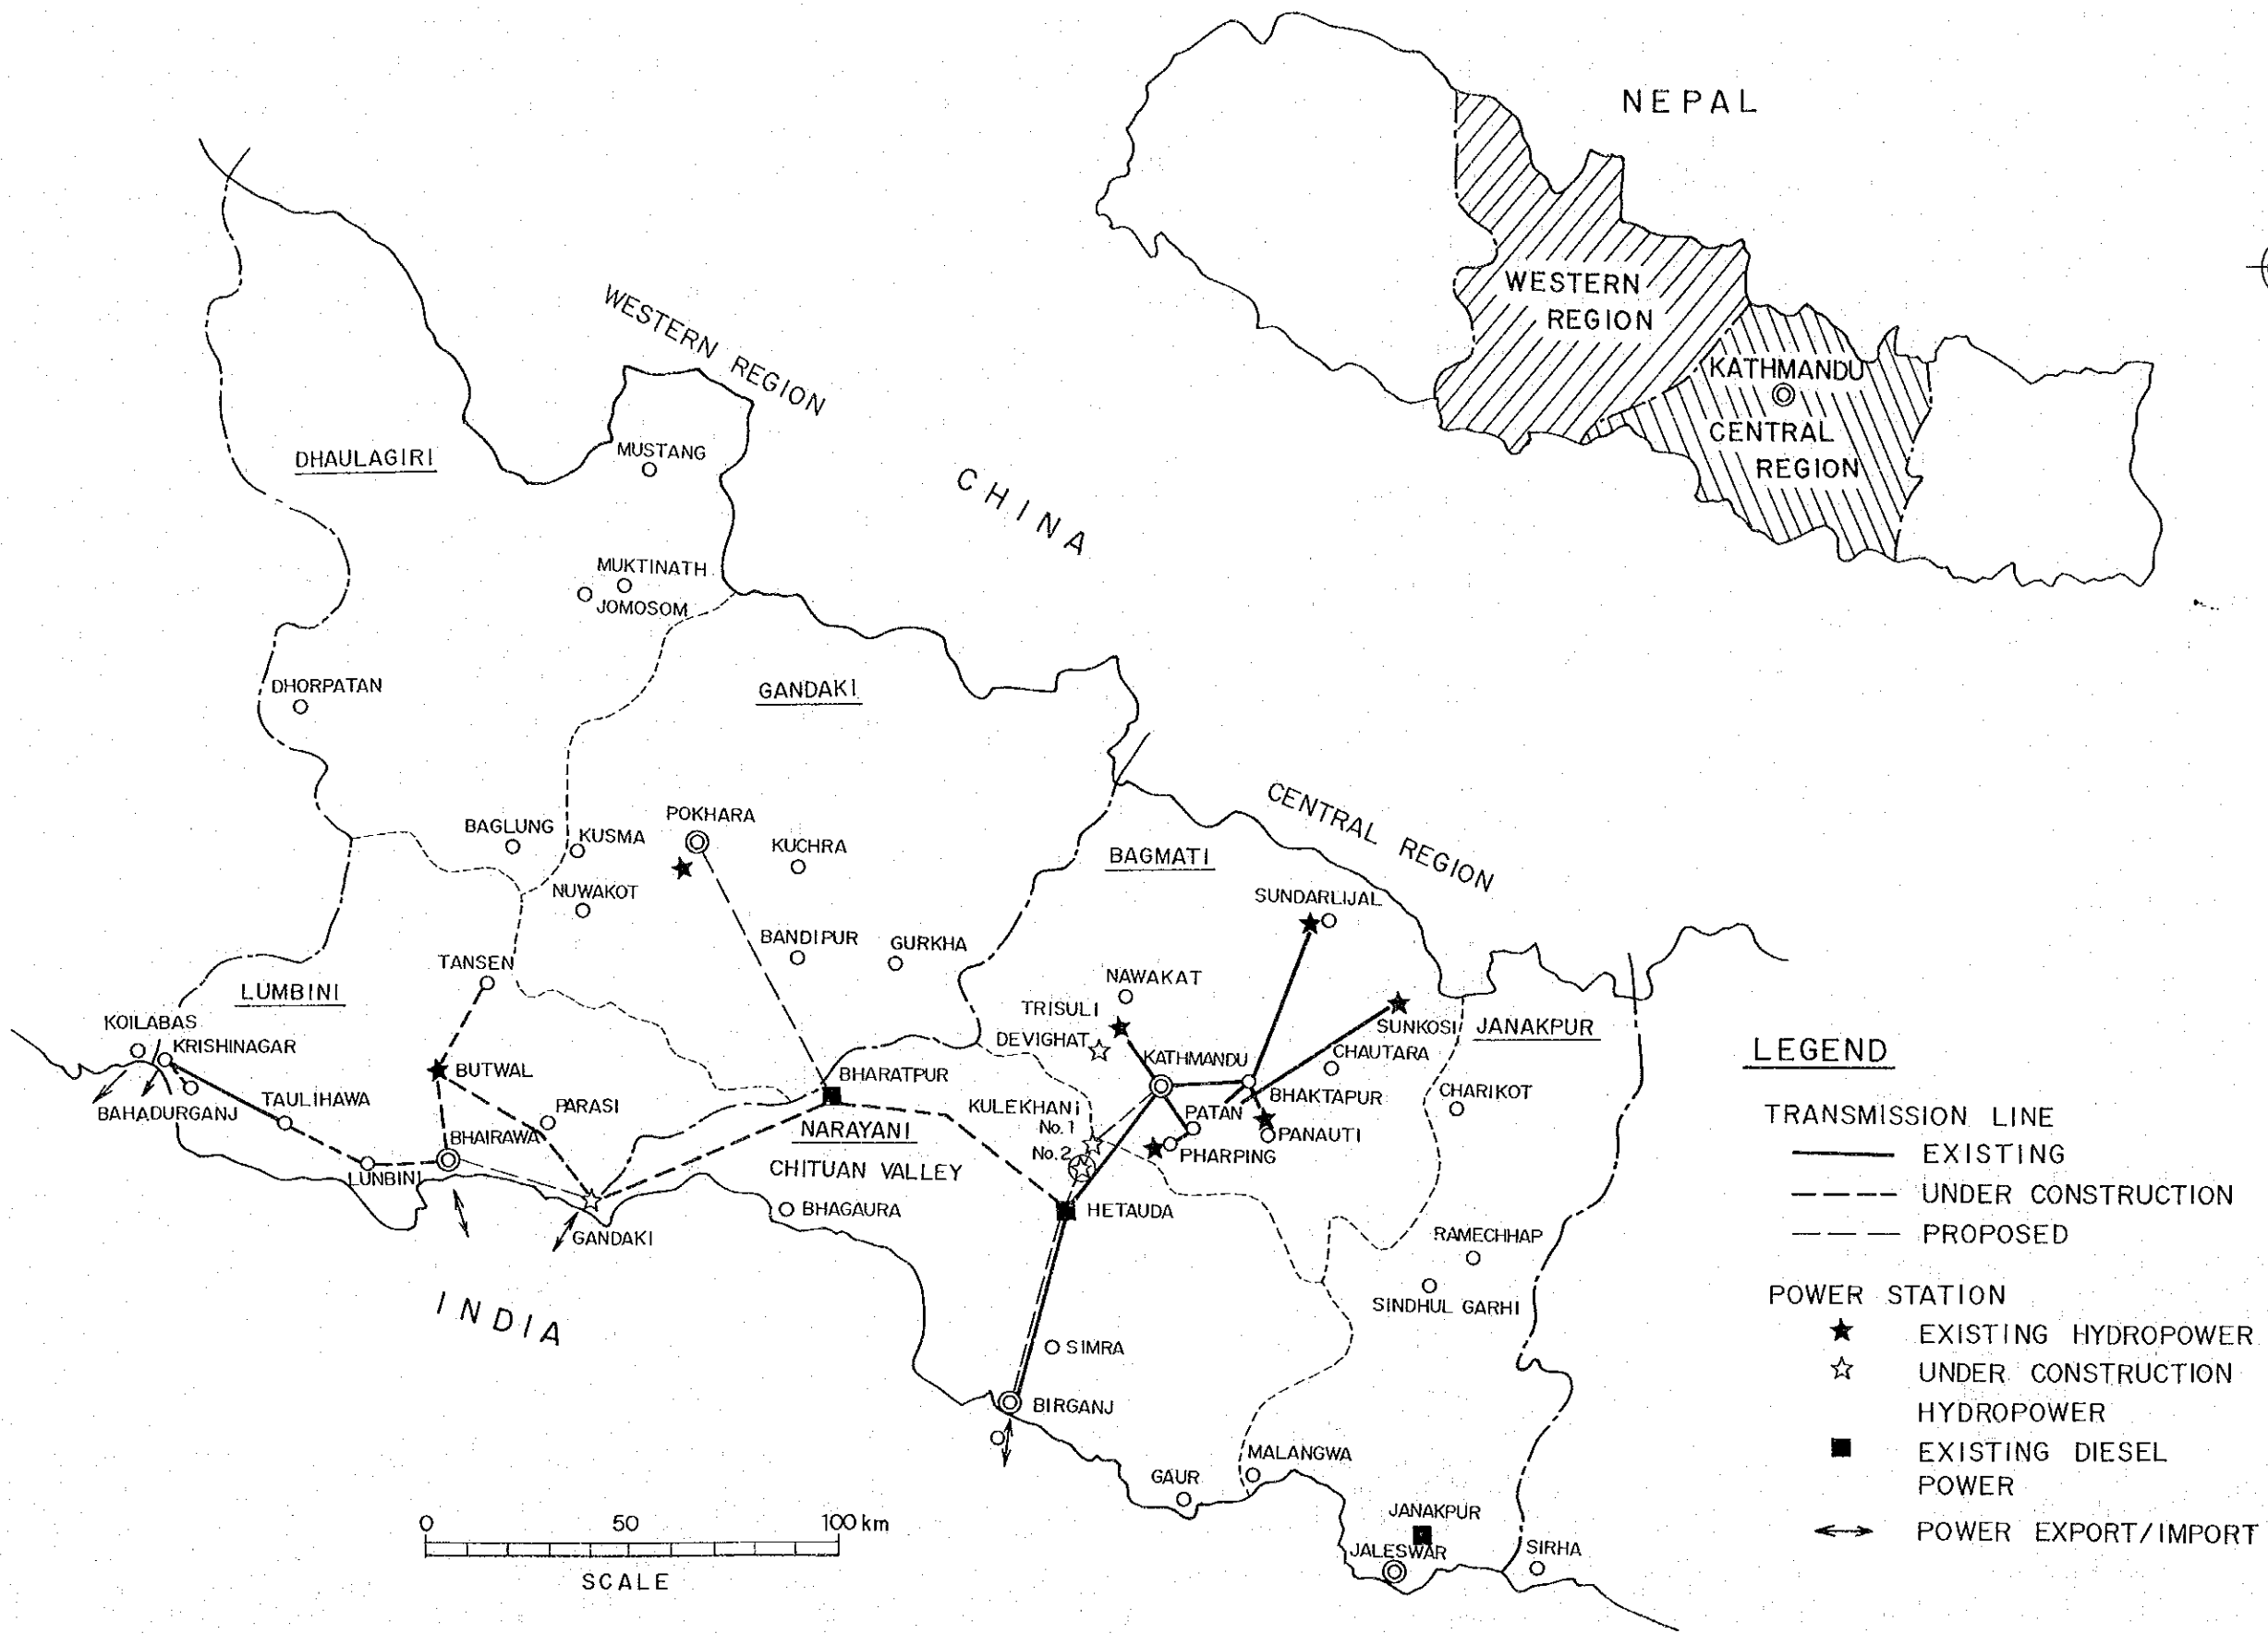 NEPAL
WESTERN
REGION
KATHMANDU
CENTRAL
REGION
WESTERN REGION
CHINA
DHAULAGIRI
MUSTANG
MUKTINATH
JOMOSOM
DHORPATAN
GANDAKI
CENTRAL REGION
POKHARA
BAGLUNG
KUSMA
KUCHRA
BAGMATI
NUWAKOT
SUNDARLIJAL
BANDIPUR
GURKHA
TANSEN
NAWAKAT
LUMBINI
TRISULI
KOILABAS
SUNKOSI
JANAKPUR
DEVIGHAT
KRISHINAGAR
KATHMANDU
CHAUTARA
BUTWAL
BHARATPUR
CHARIKOT
TAULIHAWA
PARASI
BHAKTAPUR
BAHADURGANJ
KULEKHANI
No.1
PATAN
NARAYANI
BHAIRAWA
PANAUTI
No.2
PHARPING
CHITUAN VALLEY
LUNBINI
BHAGAURA
HETAUDA
GANDAKI
RAMECHHAP
INDIA
SINDHUL GARHI
SIMRA
BIRGANJ
MALANGWA
GAUR
JANAKPUR
JALESWAR
SIRHA
0 50 100 km
SCALE
LEGEND
TRANSMISSION LINE
EXISTING
UNDER CONSTRUCTION
PROPOSED
POWER STATION
EXISTING HYDROPOWER
UNDER CONSTRUCTION
HYDROPOWER
EXISTING DIESEL
POWER
POWER EXPORT/IMPORT